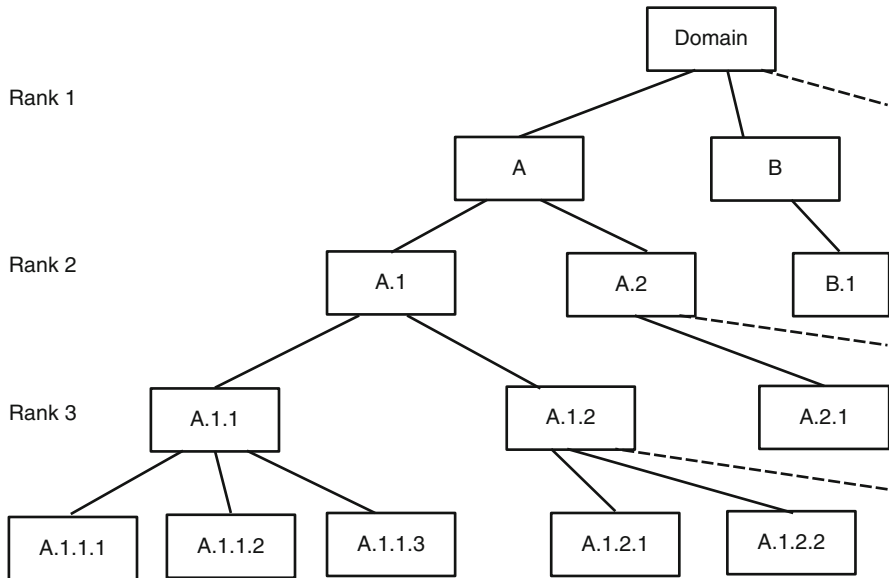 Domain
Rank 1
A
B
Rank 2
A.1
A.2
B.1
Rank 3
A.1.1
A.1.2
A.2.1
A.1.1.1
A.1.1.2
A.1.1.3
A.1.2.1
A.1.2.2